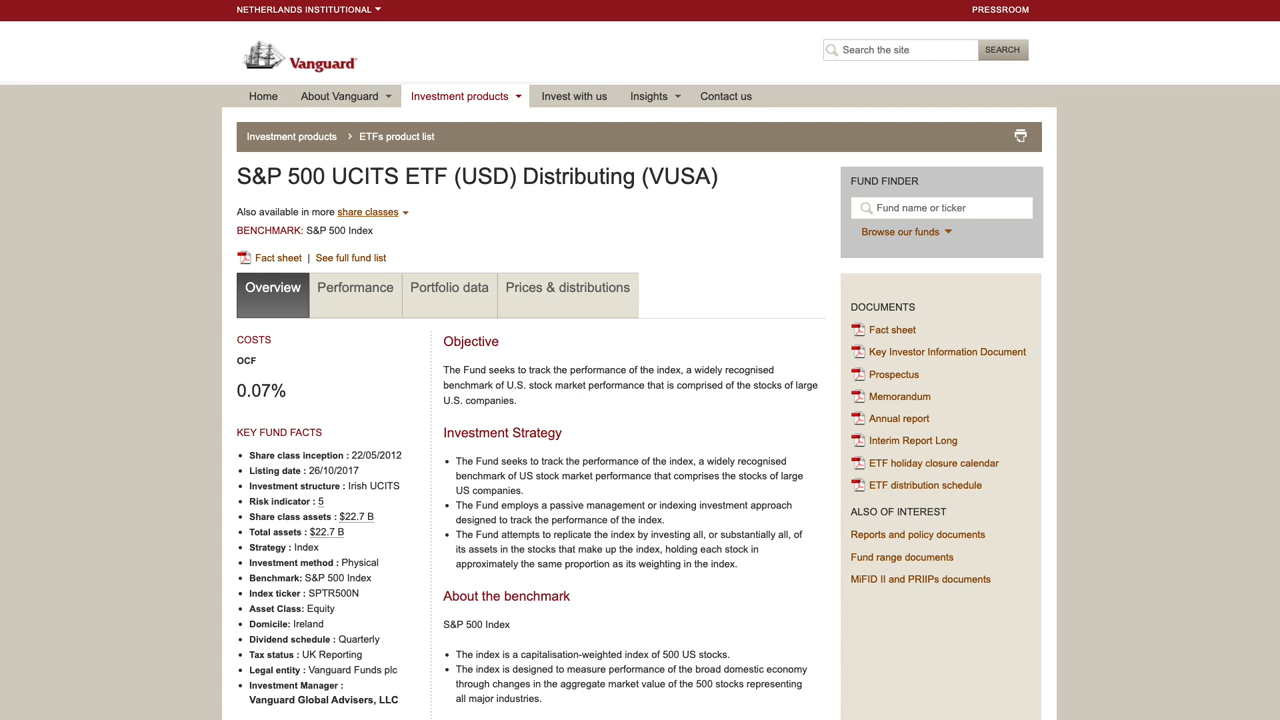 NETHERLANDS INSTITUTIONAL
PRESSROOM
Vanguard
Search the site
SEARCH
Home
About Vanguard
Investment products
Invest with us
Insights
Contact us
Investment products > ETFs product list
S&P 500 UCITS ETF (USD) Distributing (VUSA)
Also available in more share classes
BENCHMARK: S&P 500 Index
Fact sheet | See full fund list
Overview
Performance
Portfolio data
Prices & distributions
COSTS
OCF
0.07%
KEY FUND FACTS
• Share class inception : 22/05/2012
• Listing date : 26/10/2017
• Investment structure : Irish UCITS
• Risk indicator : 5
• Share class assets : $22.7 B
• Total assets : $22.7 B
• Strategy : Index
• Investment method : Physical
• Benchmark: S&P 500 Index
• Index ticker : SPTR500N
• Asset Class: Equity
• Domicile: Ireland
• Dividend schedule : Quarterly
• Tax status : UK Reporting
• Legal entity : Vanguard Funds plc
• Investment Manager :
Vanguard Global Advisers, LLC
Objective
The Fund seeks to track the performance of the index, a widely recognised
benchmark of U.S. stock market performance that is comprised of the stocks of large
U.S. companies.
Investment Strategy
• The Fund seeks to track the performance of the index, a widely recognised
benchmark of US stock market performance that comprises the stocks of large
US companies.
• The Fund employs a passive management or indexing investment approach
designed to track the performance of the index.
• The Fund attempts to replicate the index by investing all, or substantially all, of
its assets in the stocks that make up the index, holding each stock in
approximately the same proportion as its weighting in the index.
About the benchmark
S&P 500 Index
• The index is a capitalisation-weighted index of 500 US stocks.
• The index is designed to measure performance of the broad domestic economy
through changes in the aggregate market value of the 500 stocks representing
all major industries.
FUND FINDER
Fund name or ticker
Browse our funds
DOCUMENTS
Fact sheet
Key Investor Information Document
Prospectus
Memorandum
Annual report
Interim Report Long
ETF holiday closure calendar
ETF distribution schedule
ALSO OF INTEREST
Reports and policy documents
Fund range documents
MiFID II and PRIIPs documents